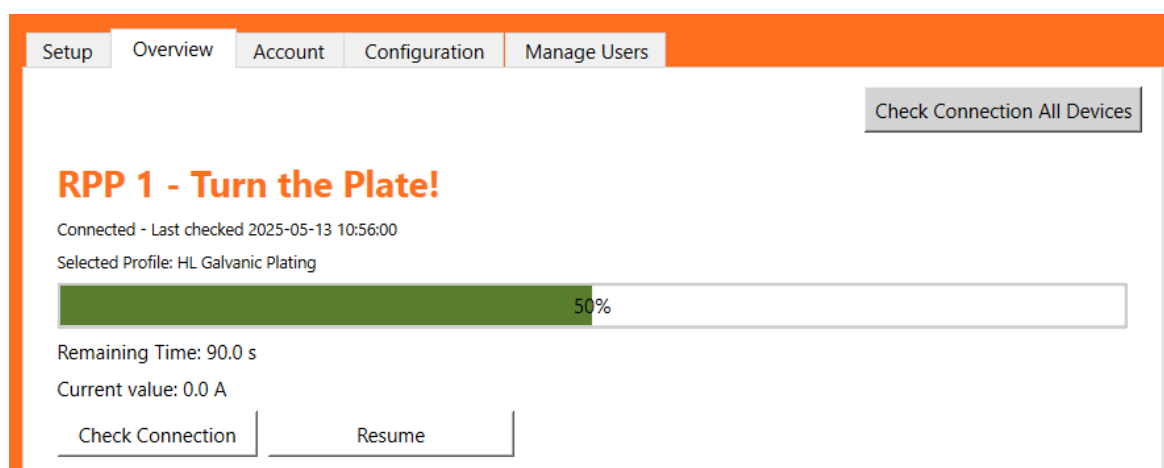 Setup Overview Account Configuration Manage Users
Check Connection All Devices
RPP 1 - Turn the Plate!
Connected - Last checked 2025-05-13 10:56:00
Selected Profile: HL Galvanic Plating
50%
Remaining Time: 90.0 s
Current value: 0.0 A
Check Connection Resume